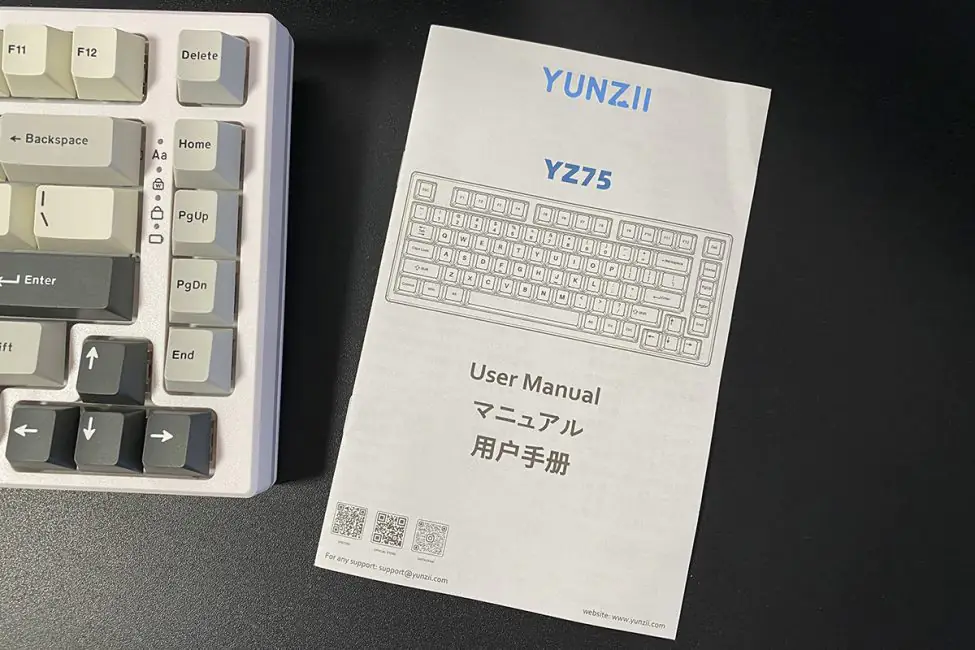 F11
F12
Delete
← Backspace
Aa
Home
PgUp
|
\
Enter
PgDn
ift
End
↑
← ↓ →
YUNZII
YZ75
User Manual
マニュアル
用户手册
For any support: support@yunzii.com
website: www.yunzii.com